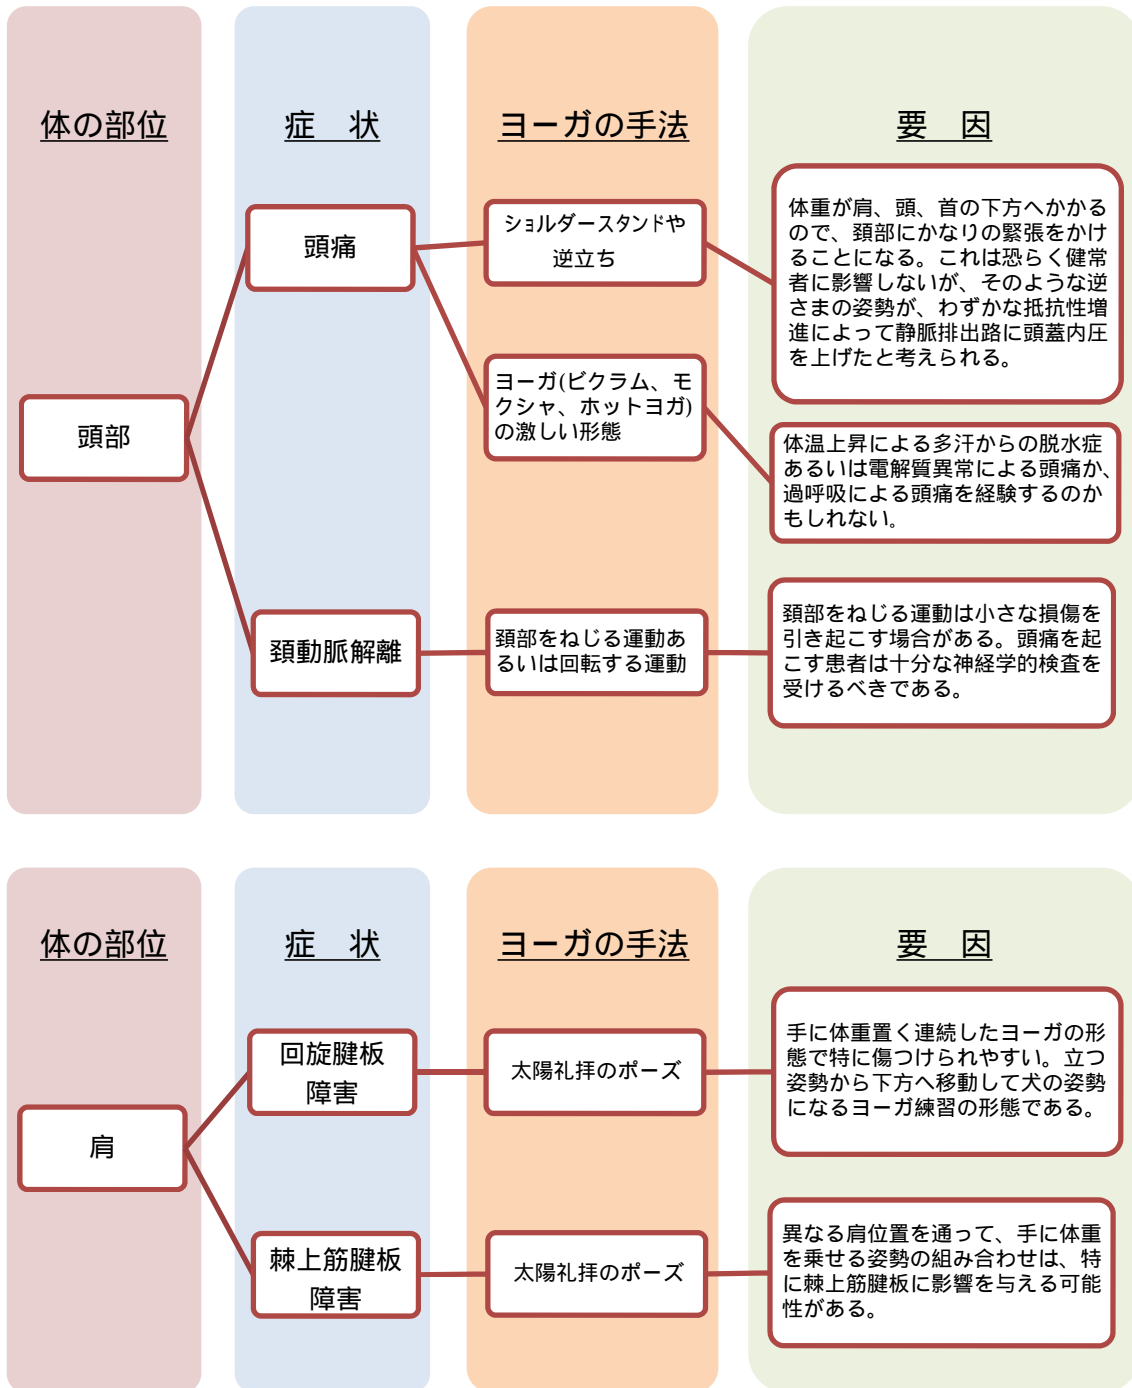 体の部位
症　状
ヨーガの手法
要　因
頭部
頭痛
ショルダースタンドや
逆立ち
体重が肩、頭、首の下方へかかる
ので、頚部にかなりの緊張をかけ
ることになる。これは恐らく健常
者に影響しないが、そのような逆
さまの姿勢が、わずかな抵抗性増
進によって静脈排出路に頭蓋内圧
を上げたと考えられる。
ヨーガ(ビクラム、モ
クシャ、ホットヨガ)
の激しい形態
体温上昇による多汗からの脱水症
あるいは電解質異常による頭痛か、
過呼吸による頭痛を経験するのか
もしれない。
頚動脈解離
頚部をねじる運動あ
るいは回転する運動
頚部をねじる運動は小さな損傷を
引き起こす場合がある。頭痛を起
こす患者は十分な神経学的検査を
受けるべきである。
体の部位
症　状
ヨーガの手法
要　因
肩
回旋腱板
障害
太陽礼拝のポーズ
手に体重置く連続したヨーガの形
態で特に傷つけられやすい。立つ
姿勢から下方へ移動して犬の姿勢
になるヨーガ練習の形態である。
棘上筋腱板
障害
太陽礼拝のポーズ
異なる肩位置を通って、手に体重
を乗せる姿勢の組み合わせは、特
に棘上筋腱板に影響を与える可能
性がある。